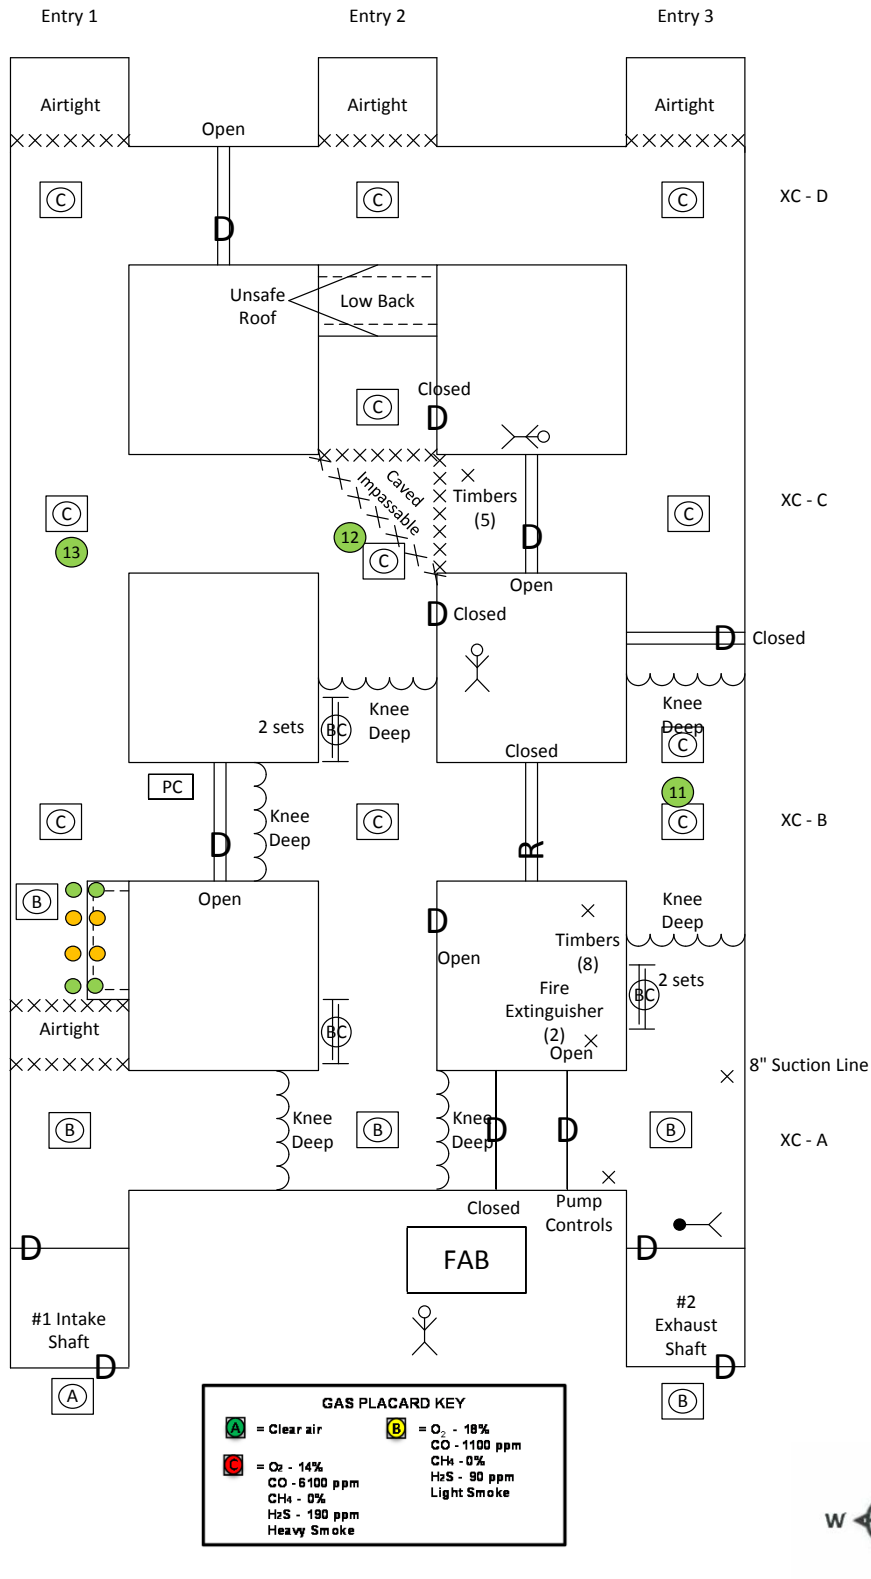 Entry 1
Entry 2
Entry 3
Airtight
Airtight
Airtight
Open
C
C
C
XC - D
D
Unsafe
Roof
Low Back
Closed
C
D
Caved
Impassable
Timbers
(5)
XC - C
C
C
13
12
C
D
Open
D
Closed
D
Closed
Knee
Deep
Knee
Deep
2 sets
BC
C
Closed
PC
11
C
Knee
Deep
C
C
XC - B
D
R
Open
B
D
Open
Timbers
(8)
Knee
Deep
Fire
Extinguisher
(2)
Open
BC
2 sets
Airtight
BC
8" Suction Line
B
Knee
Deep
B
Knee
Deep
D
D
B
XC - A
Closed
Pump
Controls
D
FAB
D
#1 Intake
Shaft
#2
Exhaust
Shaft
D
D
A
B
GAS PLACARD KEY
A = Clear air
B = O2 - 18%
CO - 1100 ppm
CH4 - 0%
H2S - 90 ppm
Light Smoke
C = O2 - 14%
CO - 6100 ppm
CH4 - 0%
H2S - 190 ppm
Heavy Smoke
W